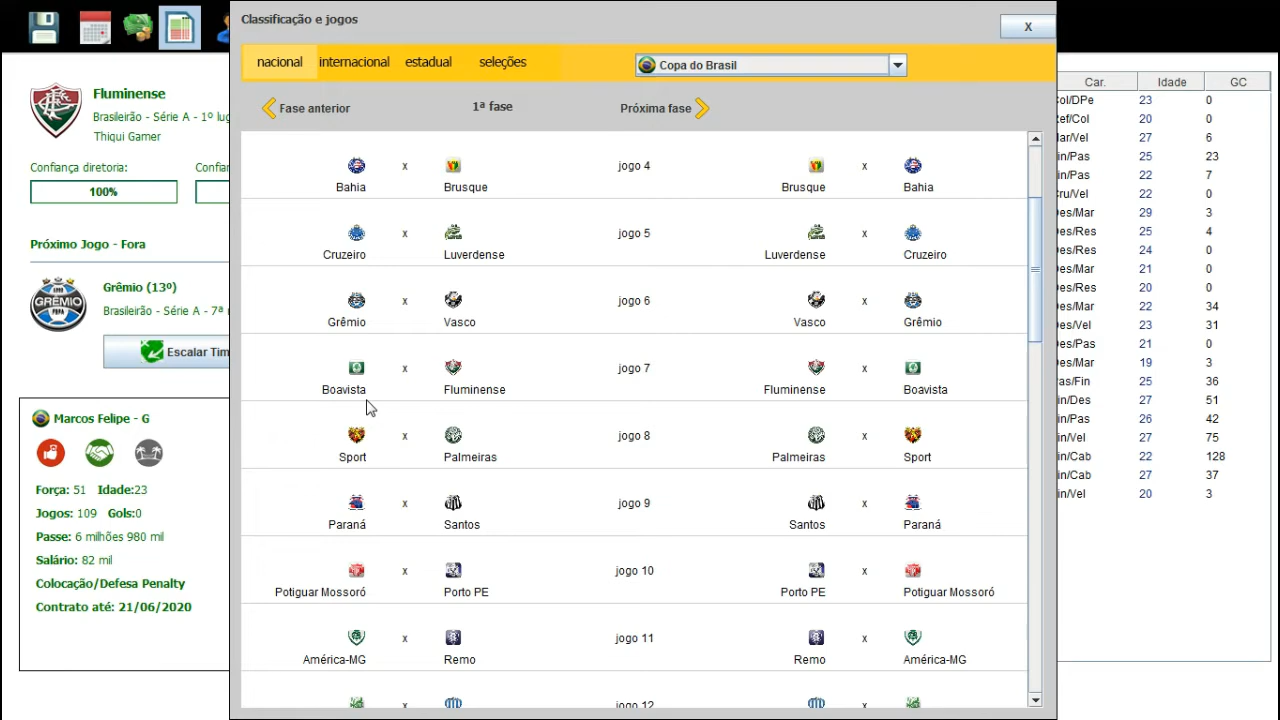 Classificação e jogos
X
nacional internacional estadual seleções
Copa do Brasil
Fase anterior 1ª fase Próxima fase
Bahia x Brusque jogo 4 Brusque x Bahia
Cruzeiro x Luverdense jogo 5 Luverdense x Cruzeiro
Grêmio x Vasco jogo 6 Vasco x Grêmio
Boavista x Fluminense jogo 7 Fluminense x Boavista
Sport x Palmeiras jogo 8 Palmeiras x Sport
Paraná x Santos jogo 9 Santos x Paraná
Potiguar Mossoró x Porto PE jogo 10 Porto PE x Potiguar Mossoró
América-MG x Remo jogo 11 Remo x América-MG
x jogo 12 x
Fluminense
Brasileirão - Série A - 1º lug
Thiqui Gamer
Confiança diretoria: Confian
100%
Próximo Jogo - Fora
GRÊMIO
Grêmio (13º)
Brasileirão - Série A - 7ª r
Escalar Tim
Marcos Felipe - G
Força: 51 Idade:23
Jogos: 109 Gols:0
Passe: 6 milhões 980 mil
Salário: 82 mil
Colocação/Defesa Penalty
Contrato até: 21/06/2020
Car. Idade GC
Col/DPe 23 0
Ref/Col 20 0
Mar/Vel 27 6
in/Pas 25 23
in/Pas 22 7
Cru/Vel 22 0
Des/Mar 29 3
Des/Res 25 4
Des/Res 24 0
Des/Mar 21 0
Des/Res 20 0
Des/Mar 22 34
Des/Vel 23 31
Des/Pas 21 0
Des/Mar 19 3
as/Fin 25 36
in/Des 27 51
in/Pas 26 42
in/Vel 27 75
in/Cab 22 128
in/Cab 27 37
in/Vel 20 3